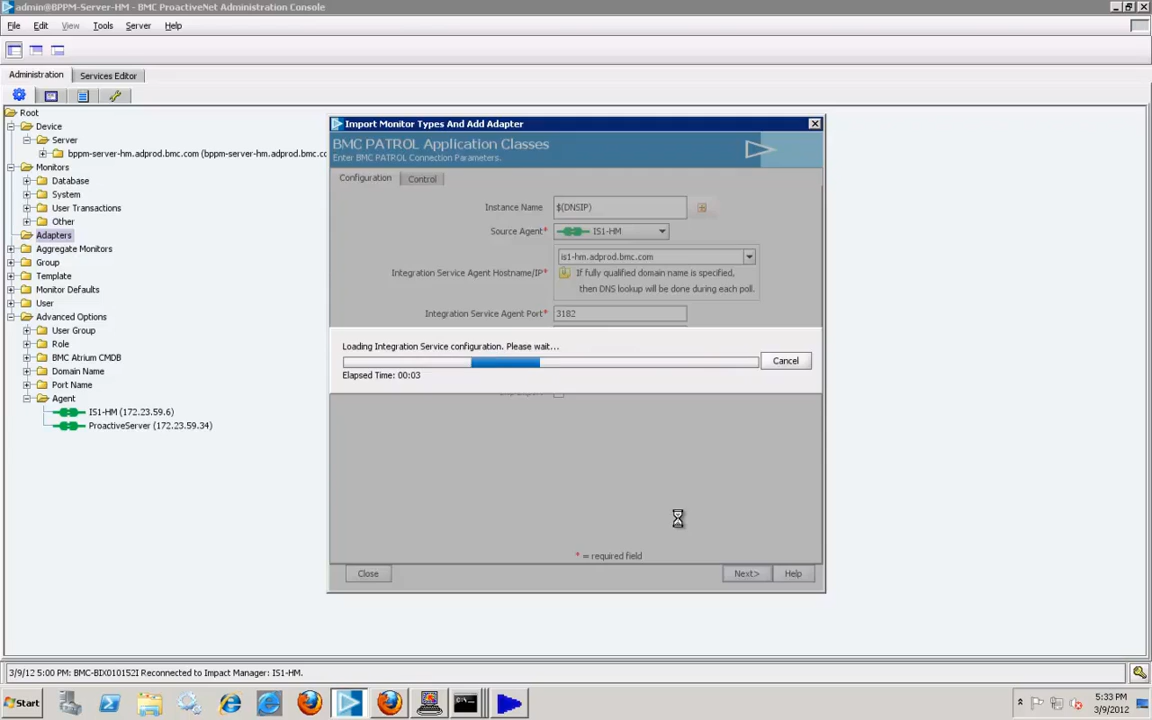 admin@BPPM-Server-HM - BMC ProactiveNet Administration Console
File Edit View Tools Server Help
Administration Services Editor
Root
Device
Server
bppm-server-hm.adprod.bmc.com (bppm-server-hm.adprod.bmc.cc
Monitors
Database
System
User Transactions
Other
Adapters
Aggregate Monitors
Group
Template
Monitor Defaults
User
Advanced Options
User Group
Role
BMC Atrium CMDB
Domain Name
Port Name
Agent
IS1-HM (172.23.59.6)
ProactiveServer (172.23.59.34)
Import Monitor Types And Add Adapter
BMC PATROL Application Classes
Enter BMC PATROL Connection Parameters.
Configuration Control
Instance Name $(DNSIP)
Source Agent* IS1-HM
is1-hm.adprod.bmc.com
Integration Service Agent Hostname/IP* If fully qualified domain name is specified,
then DNS lookup will be done during each poll.
Integration Service Agent Port* 3182
Loading Integration Service configuration. Please wait...
Cancel
Elapsed Time: 00:03
* = required field
Close Next> Help
3/9/12 5:00 PM: BMC-BIX010152I Reconnected to Impact Manager: IS1-HM.
Start
5:33 PM
3/9/2012